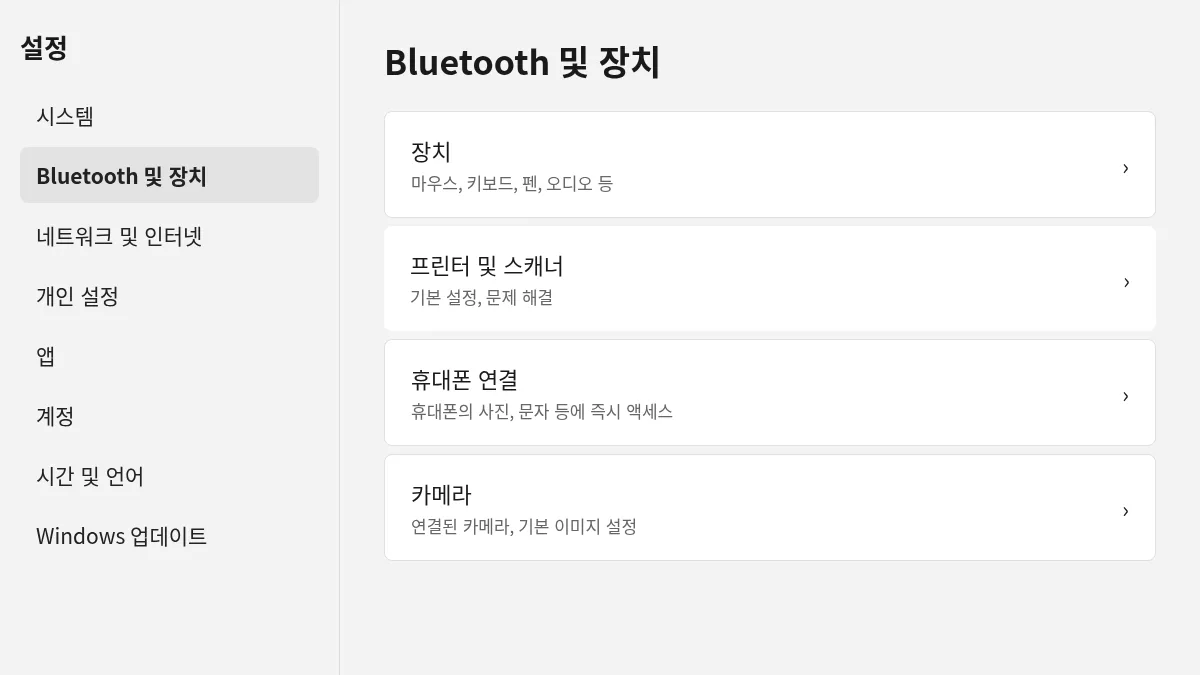 설정
시스템
Bluetooth 및 장치
네트워크 및 인터넷
개인 설정
앱
계정
시간 및 언어
Windows 업데이트
Bluetooth 및 장치
장치
마우스, 키보드, 펜, 오디오 등
프린터 및 스캐너
기본 설정, 문제 해결
휴대폰 연결
휴대폰의 사진, 문자 등에 즉시 액세스
카메라
연결된 카메라, 기본 이미지 설정